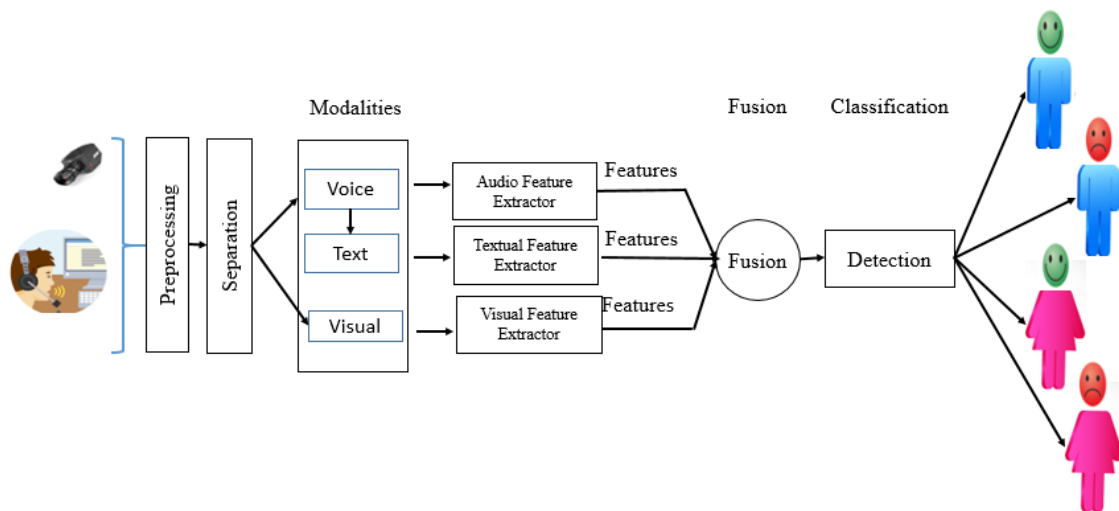 Modalities
Fusion
Classification
Preprocessing
Separation
Voice
Text
Visual
Audio Feature
Extractor
Textual Feature
Extractor
Visual Feature
Extractor
Features
Features
Features
Fusion
Detection